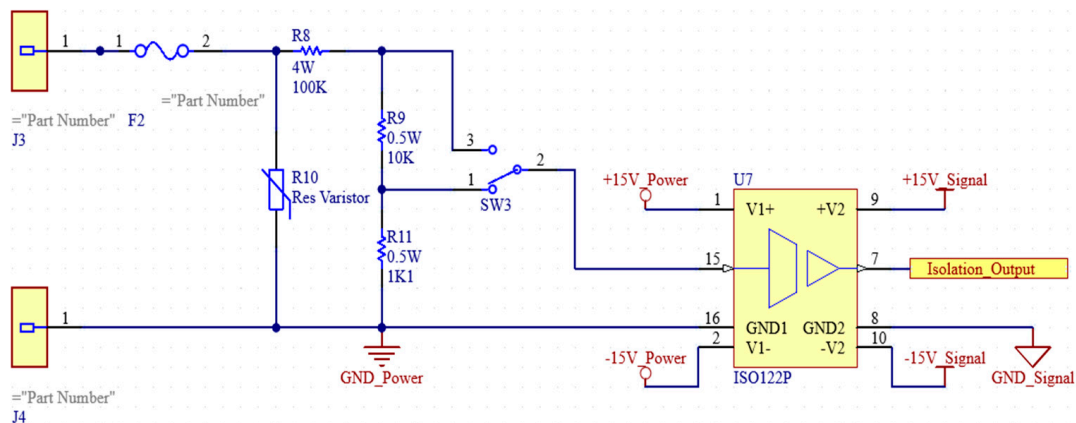 1
1
2
R8
4W
100K
="Part Number"
="Part Number"
F2
J3
R9
0.5W
10K
3
2
1
SW3
R10
Res Varistor
R11
0.5W
1K1
+15V_Power
U7
+15V_Signal
1
V1+
+V2
9
15
7
Isolation_Output
1
16
GND1
GND2
8
2
V1-
-V2
10
-15V_Power
-15V_Signal
GND_Power
ISO122P
GND_Signal
="Part Number"
J4